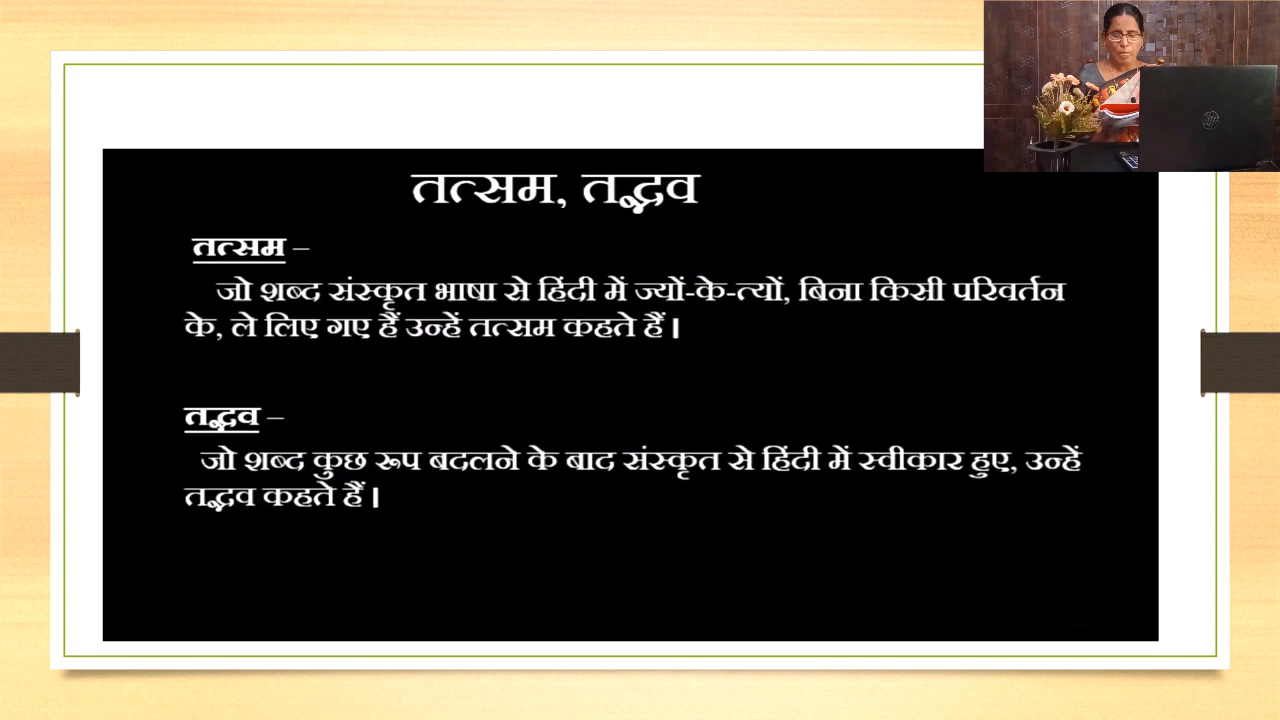 तत्सम, तद्भव
तत्सम –
जो शब्द संस्कृत भाषा से हिंदी में ज्यों-के-त्यों, बिना किसी परिवर्तन
के, ले लिए गए हैं उन्हें तत्सम कहते हैं।
तद्भव –
जो शब्द कुछ रूप बदलने के बाद संस्कृत से हिंदी में स्वीकार हुए, उन्हें
तद्भव कहते हैं।